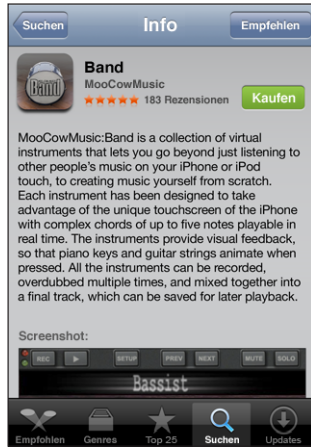 Suchen
Info
Empfehlen
Band
Band
MooCowMusic
183 Rezensionen
Kaufen
MooCowMusic:Band is a collection of virtual
instruments that lets you go beyond just listening to
other people's music on your iPhone or iPod
touch, to creating music yourself from scratch.
Each instrument has been designed to take
advantage of the unique touchscreen of the iPhone
with complex chords of up to five notes playable in
real time. The instruments provide visual feedback,
so that piano keys and guitar strings animate when
pressed. All the instruments can be recorded,
overdubbed multiple times, and mixed together into
a final track, which can be saved for later playback.
Screenshot:
REC SETUP PREV NEXT MUTE SOLO
Bassist
Empfohlen Genres Top 25 Suchen Updates